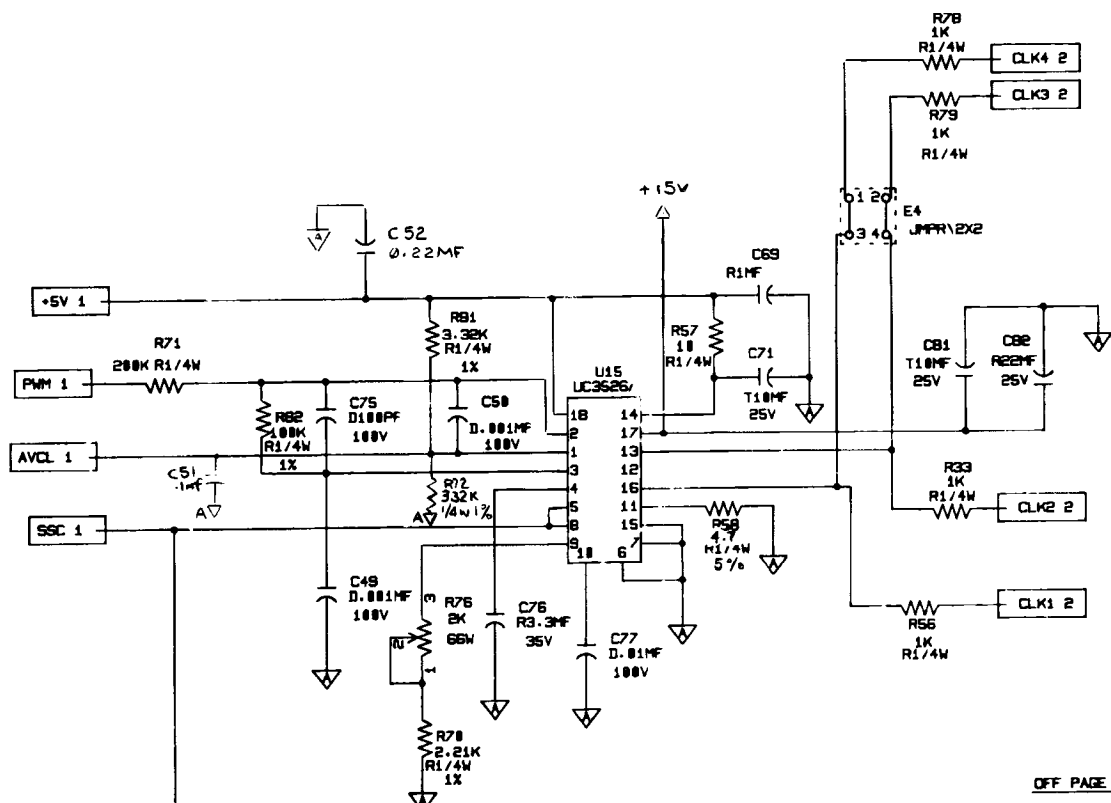 R78
1K
R1/4W
CLK4 2
CLK3 2
R79
1K
R1/4W
+15V
1 2
3 4
E4
JMPR\2X2
C52
0.22MF
A
C69
R1MF
+5V 1
R81
3.32K
R1/4W
1%
R57
10
R1/4W
C71
T10MF
25V
A
C81
T10MF
25V
C82
R22MF
25V
A
R71
200K R1/4W
PWM 1
R82
100K
R1/4W
1%
C75
D100PF
100V
C50
D.001MF
100V
U15
UC3526/
18
2
1
3
4
5
8
9
10
14
17
13
12
16
11
15
7
6
AVCL 1
C51
.1mf
A
R72
332K
1/4W 1%
A
R33
1K
R1/4W
CLK2 2
SSC 1
R58
4.7
R1/4W
5%
A
C49
D.001MF
100V
A
3
R76
2K
66W
2
1
C76
R3.3MF
35V
A
C77
D.01MF
100V
A
A
R56
1K
R1/4W
CLK1 2
R70
2.21K
R1/4W
1%
A
OFF PAGE